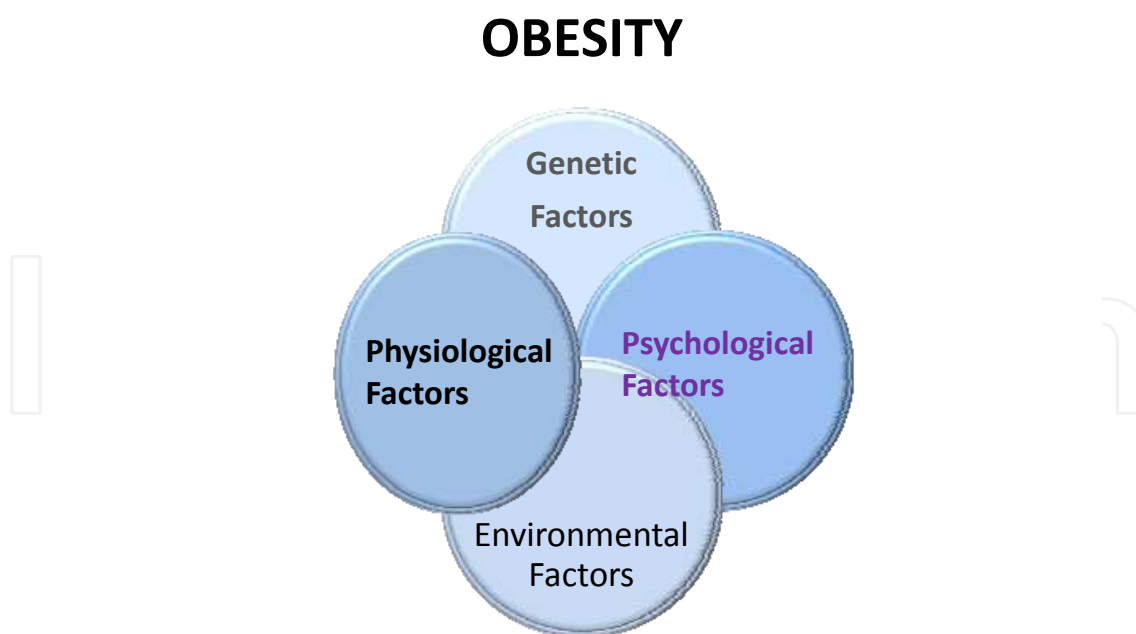 OBESITY
Genetic
Factors
Physiological
Factors
Psychological
Factors
Environmental
Factors